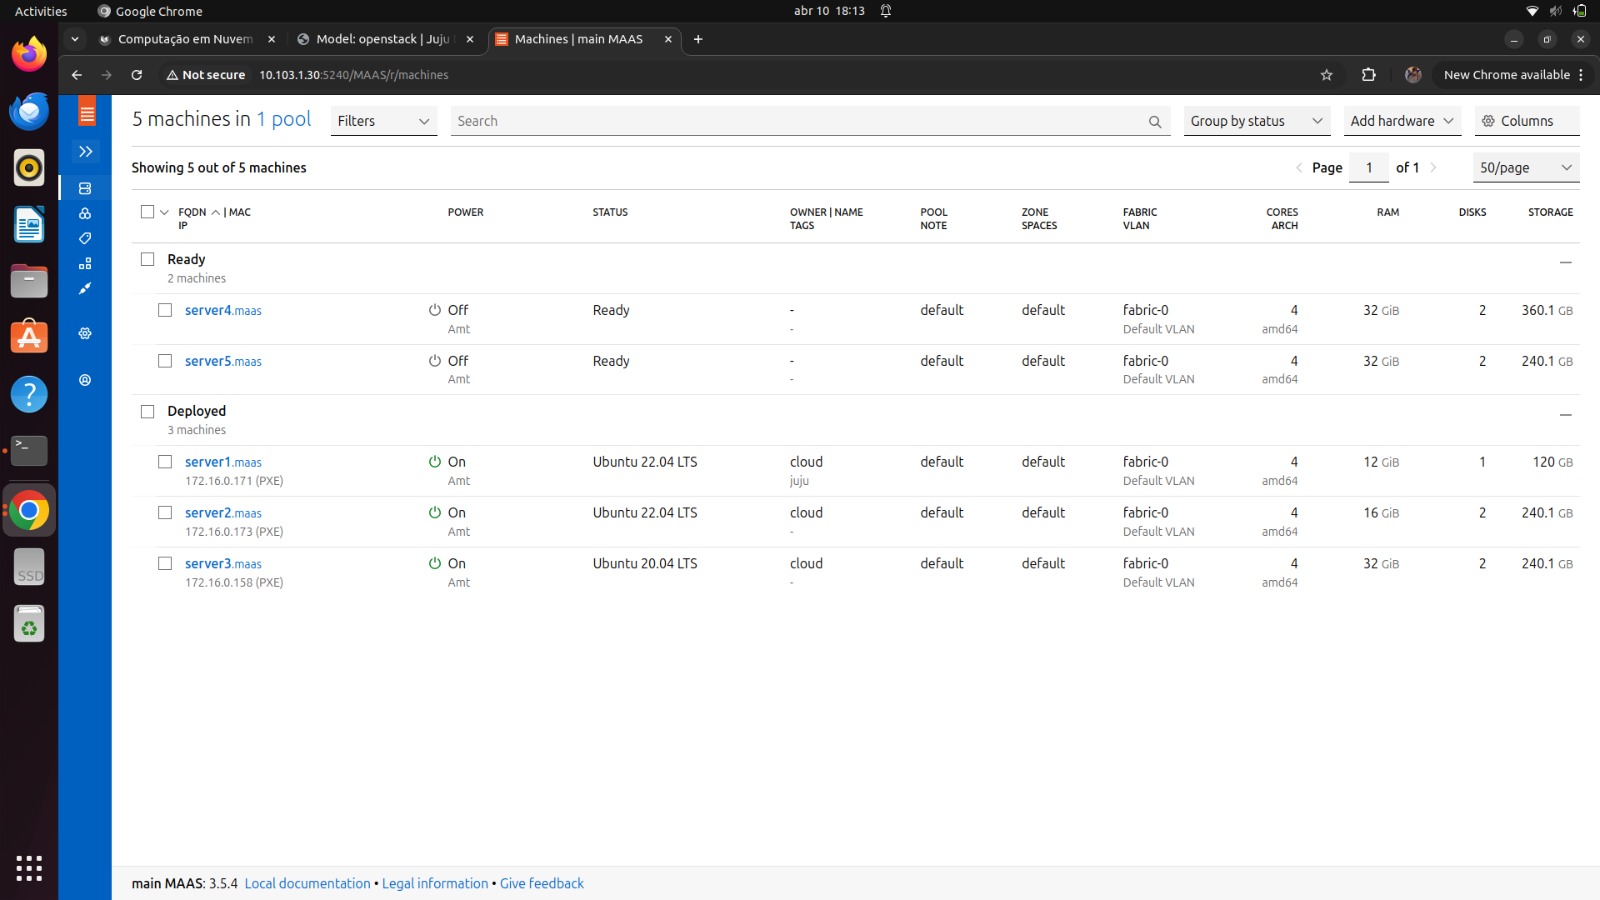 Activities Google Chrome abr 10 18:13
Computação em Nuvem Model: openstack | Juju Machines | main MAAS
Not secure 10.103.1.30:5240/MAAS/r/machines New Chrome available
5 machines in 1 pool Filters Search Group by status Add hardware Columns
Showing 5 out of 5 machines Page 1 of 1 50/page
FQDN | MAC POWER STATUS OWNER | NAME POOL ZONE FABRIC CORES RAM DISKS STORAGE
IP TAGS NOTE SPACES VLAN ARCH
Ready
2 machines
server4.maas Off Ready - default default fabric-0 4 32 GiB 2 360.1 GB
Amt - Default VLAN amd64
server5.maas Off Ready - default default fabric-0 4 32 GiB 2 240.1 GB
Amt - Default VLAN amd64
Deployed
3 machines
server1.maas On Ubuntu 22.04 LTS cloud default default fabric-0 4 12 GiB 1 120 GB
172.16.0.171 (PXE) Amt juju Default VLAN amd64
server2.maas On Ubuntu 22.04 LTS cloud default default fabric-0 4 16 GiB 2 240.1 GB
172.16.0.173 (PXE) Amt - Default VLAN amd64
server3.maas On Ubuntu 20.04 LTS cloud default default fabric-0 4 32 GiB 2 240.1 GB
172.16.0.158 (PXE) Amt - Default VLAN amd64
SSD
main MAAS: 3.5.4 Local documentation • Legal information • Give feedback